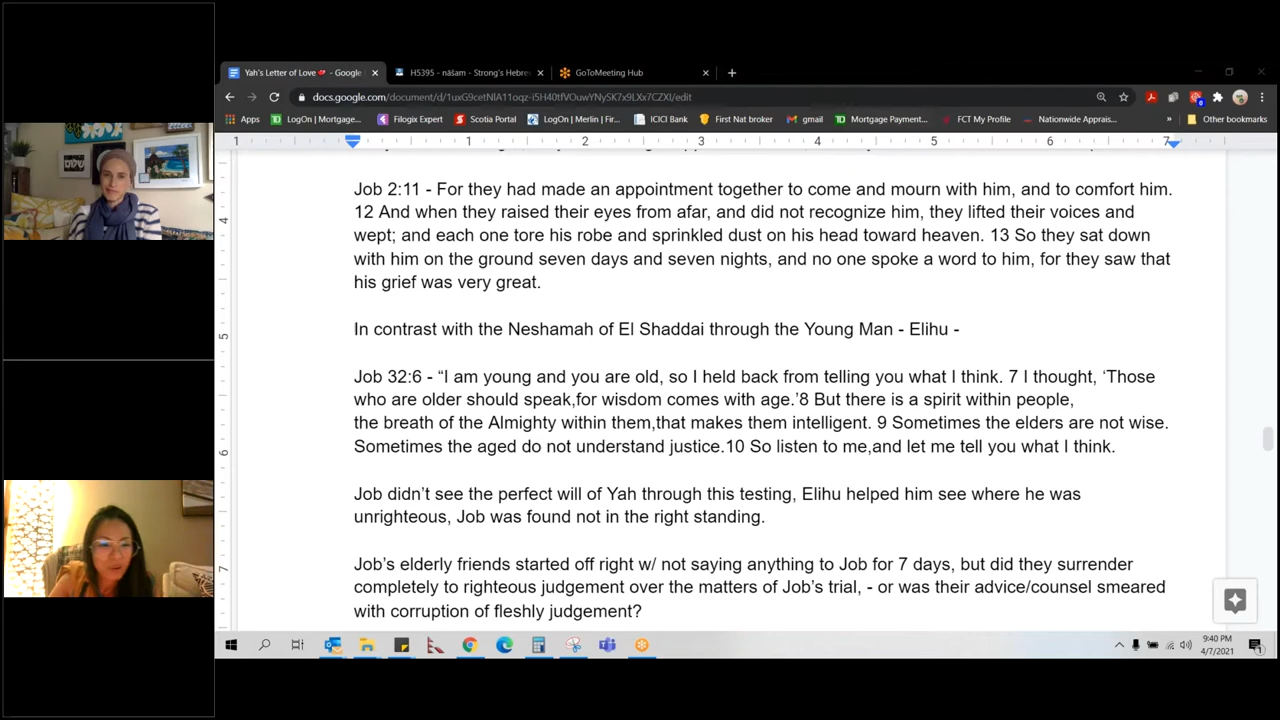 Yah's Letter of Love - Google
H5395 - nāšam - Strong's Hebre
GoToMeeting Hub
docs.google.com/document/d/1uxG9cetNlA11oqz-i5H40tfVOuwYNySK7x9LXx7CZXI/edit
Apps LogOn | Mortgage... Filogix Expert Scotia Portal LogOn | Merlin | Fir... ICICI Bank First Nat broker gmail Mortgage Payment... FCT My Profile Nationwide Apprais... » Other bookmarks
1 1 2 3 4 5 6 7
Job 2:11 - For they had made an appointment together to come and mourn with him, and to comfort him.
12 And when they raised their eyes from afar, and did not recognize him, they lifted their voices and
wept; and each one tore his robe and sprinkled dust on his head toward heaven. 13 So they sat down
with him on the ground seven days and seven nights, and no one spoke a word to him, for they saw that
his grief was very great.
In contrast with the Neshamah of El Shaddai through the Young Man - Elihu -
Job 32:6 - “I am young and you are old, so I held back from telling you what I think. 7 I thought, ‘Those
who are older should speak,for wisdom comes with age.’8 But there is a spirit within people,
the breath of the Almighty within them,that makes them intelligent. 9 Sometimes the elders are not wise.
Sometimes the aged do not understand justice.10 So listen to me,and let me tell you what I think.
Job didn’t see the perfect will of Yah through this testing, Elihu helped him see where he was
unrighteous, Job was found not in the right standing.
Job’s elderly friends started off right w/ not saying anything to Job for 7 days, but did they surrender
completely to righteous judgement over the matters of Job’s trial, - or was their advice/counsel smeared
with corruption of fleshly judgement?
4
5
6
7
9:40 PM
4/7/2021